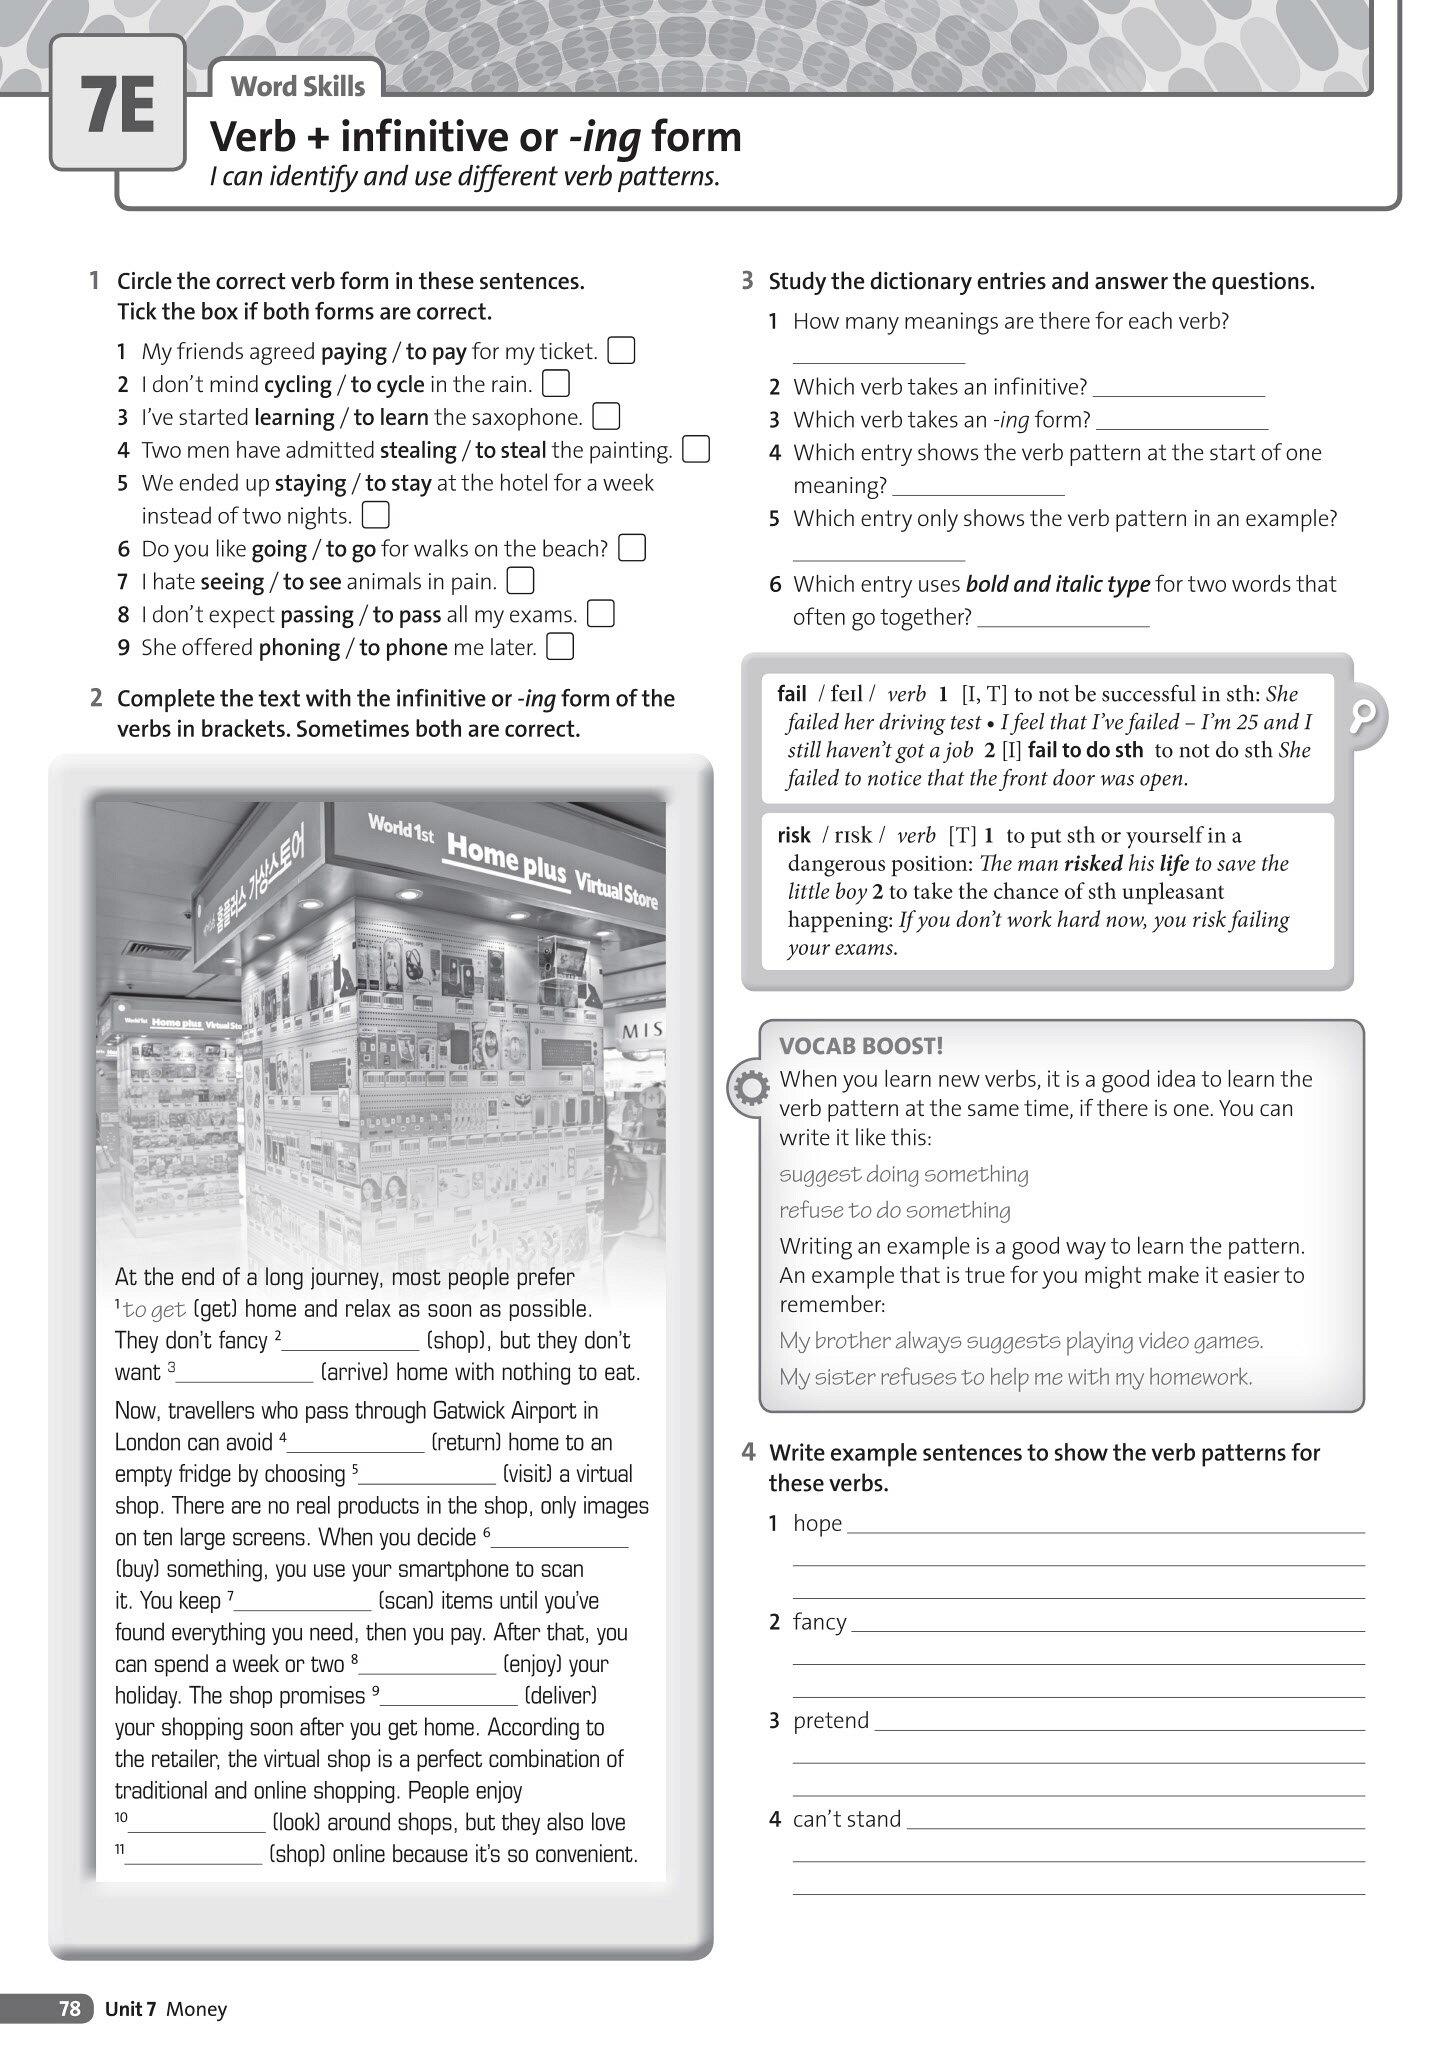 7E
Word Skills
Verb + infinitive or -ing form
I can identify and use different verb patterns.
1 Circle the correct verb form in these sentences.
Tick the box if both forms are correct.
1 My friends agreed paying / to pay for my ticket.
2 I don't mind cycling / to cycle in the rain.
3 I've started learning / to learn the saxophone.
4 Two men have admitted stealing / to steal the painting.
5 We ended up staying / to stay at the hotel for a week
instead of two nights.
6 Do you like going / to go for walks on the beach?
7 I hate seeing / to see animals in pain.
8 I don't expect passing / to pass all my exams.
9 She offered phoning / to phone me later.
2 Complete the text with the infinitive or -ing form of the
verbs in brackets. Sometimes both are correct.
홈플러스 가상스토어
World 1st Home plus Virtual Store
World 1st Home plus Virtual Sto
MIS
At the end of a long journey, most people prefer
1 to get (get) home and relax as soon as possible.
They don't fancy 2 ____________ (shop), but they don't
want 3 ____________ (arrive) home with nothing to eat.
Now, travellers who pass through Gatwick Airport in
London can avoid 4 ____________ (return) home to an
empty fridge by choosing 5 ____________ (visit) a virtual
shop. There are no real products in the shop, only images
on ten large screens. When you decide 6 ____________
(buy) something, you use your smartphone to scan
it. You keep 7 ____________ (scan) items until you've
found everything you need, then you pay. After that, you
can spend a week or two 8 ____________ (enjoy) your
holiday. The shop promises 9 ____________ (deliver)
your shopping soon after you get home. According to
the retailer, the virtual shop is a perfect combination of
traditional and online shopping. People enjoy
10 ____________ (look) around shops, but they also love
11 ____________ (shop) online because it's so convenient.
3 Study the dictionary entries and answer the questions.
1 How many meanings are there for each verb?
____________
2 Which verb takes an infinitive? ____________
3 Which verb takes an -ing form? ____________
4 Which entry shows the verb pattern at the start of one
meaning? ____________
5 Which entry only shows the verb pattern in an example?
____________
6 Which entry uses bold and italic type for two words that
often go together? ____________
fail / feɪl / verb 1 [I, T] to not be successful in sth: She
failed her driving test • I feel that I've failed – I'm 25 and I
still haven't got a job 2 [I] fail to do sth to not do sth She
failed to notice that the front door was open.
risk / rɪsk / verb [T] 1 to put sth or yourself in a
dangerous position: The man risked his life to save the
little boy 2 to take the chance of sth unpleasant
happening: If you don't work hard now, you risk failing
your exams.
VOCAB BOOST!
When you learn new verbs, it is a good idea to learn the
verb pattern at the same time, if there is one. You can
write it like this:
suggest doing something
refuse to do something
Writing an example is a good way to learn the pattern.
An example that is true for you might make it easier to
remember:
My brother always suggests playing video games.
My sister refuses to help me with my homework.
4 Write example sentences to show the verb patterns for
these verbs.
1 hope ____________
2 fancy ____________
3 pretend ____________
4 can't stand ____________
78 Unit 7 Money